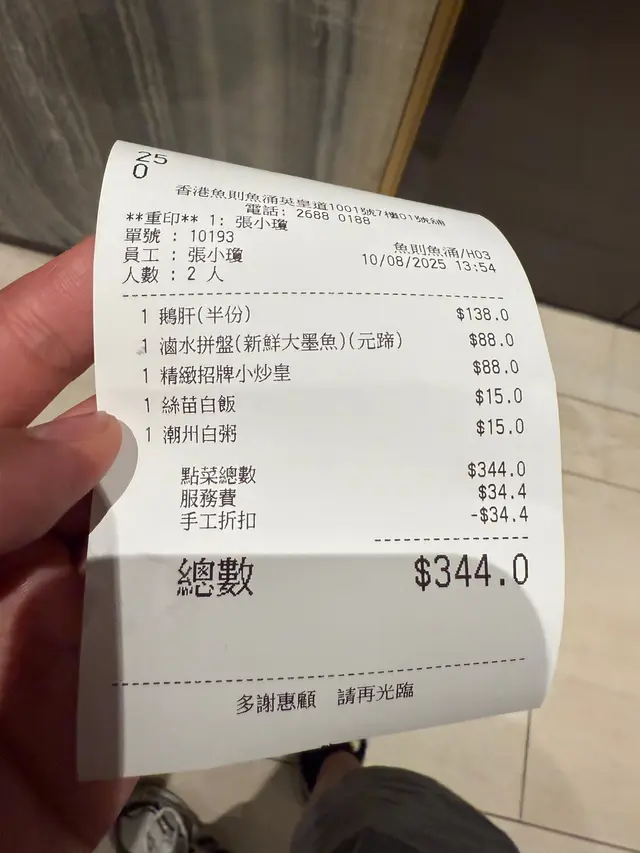 25
0
香港魚則魚涌英皇道1001號7樓01號鋪
電話: 2688 0188
**重印** 1: 張小瓊
單號 : 10193
魚則魚涌/H03
員工 : 張小瓊
10/08/2025 13:54
人數 : 2 人
1 鵝肝(半份) $138.0
1 滷水拼盤(新鮮大墨魚)(元蹄) $88.0
1 精緻招牌小炒皇 $88.0
1 絲苗白飯 $15.0
1 潮州白粥 $15.0
點菜總數 $344.0
服務費 $34.4
手工折扣 -$34.4
總數 $344.0
多謝惠顧 請再光臨